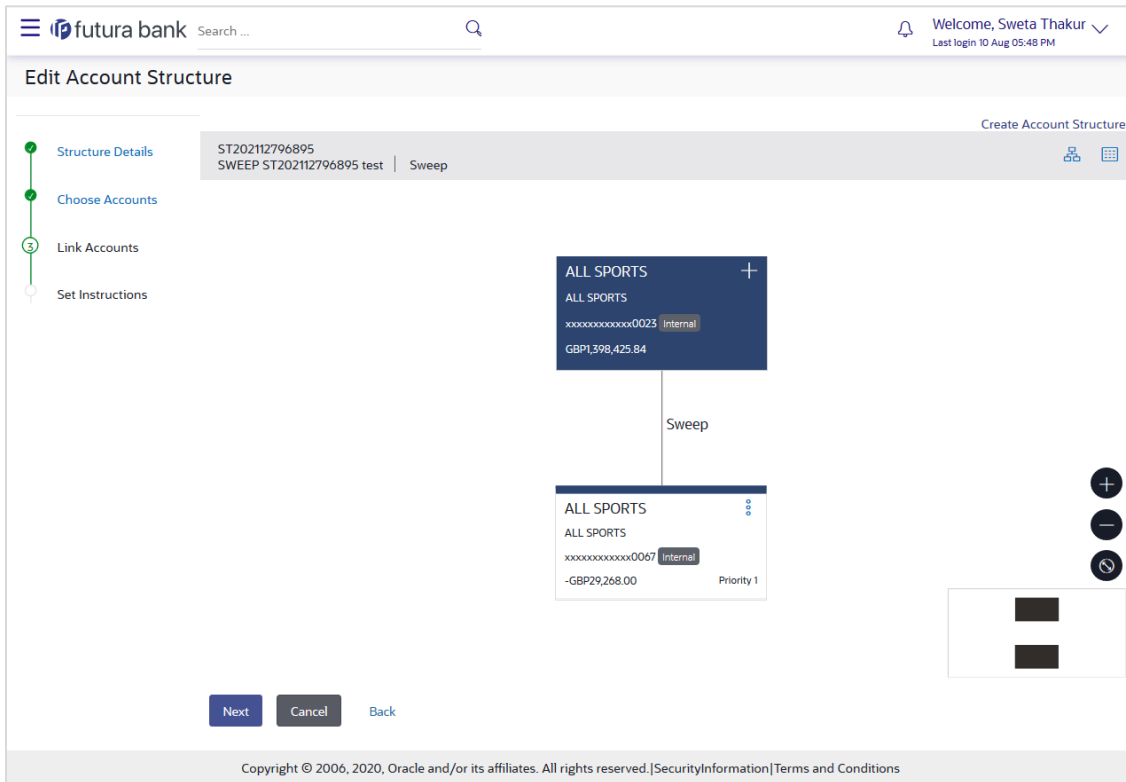 futura bank
Search ...
Welcome, Sweta Thakur
Last login 10 Aug 05:48 PM
Edit Account Structure
Create Account Structure
Structure Details
Choose Accounts
3
Link Accounts
Set Instructions
ST202112796895
SWEEP ST202112796895 test | Sweep
ALL SPORTS
ALL SPORTS
xxxxxxxxxxxx0023 Internal
GBP1,398,425.84
Sweep
ALL SPORTS
ALL SPORTS
xxxxxxxxxxxx0067 Internal
-GBP29,268.00 Priority 1
Next Cancel Back
Copyright © 2006, 2020, Oracle and/or its affiliates. All rights reserved.|SecurityInformation|Terms and Conditions